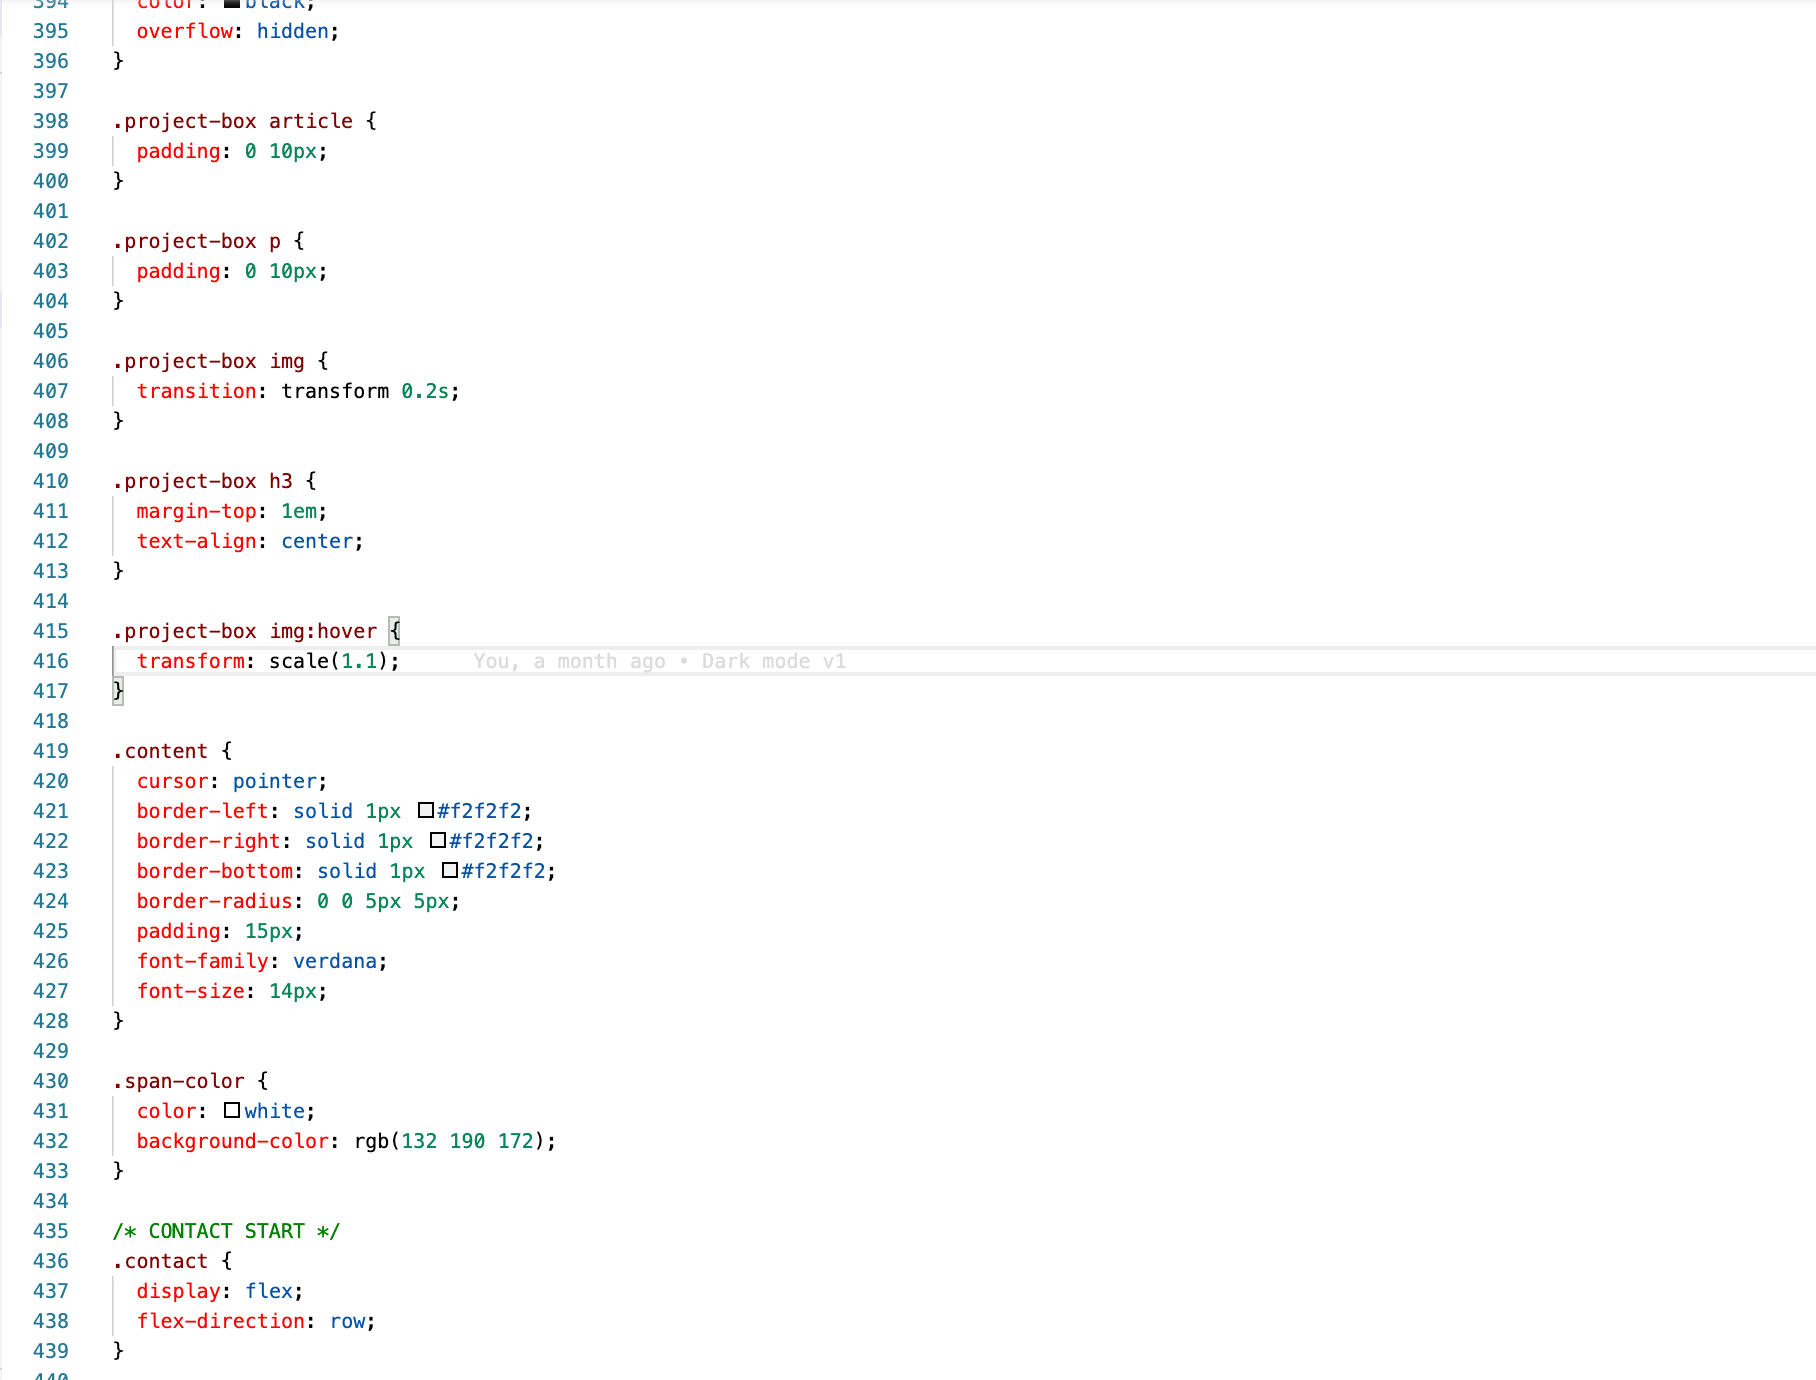 394 color: black;
395 overflow: hidden;
396 }
397
398 .project-box article {
399 padding: 0 10px;
400 }
401
402 .project-box p {
403 padding: 0 10px;
404 }
405
406 .project-box img {
407 transition: transform 0.2s;
408 }
409
410 .project-box h3 {
411 margin-top: 1em;
412 text-align: center;
413 }
414
415 .project-box img:hover {
416 transform: scale(1.1); You, a month ago • Dark mode v1
417 }
418
419 .content {
420 cursor: pointer;
421 border-left: solid 1px #f2f2f2;
422 border-right: solid 1px #f2f2f2;
423 border-bottom: solid 1px #f2f2f2;
424 border-radius: 0 0 5px 5px;
425 padding: 15px;
426 font-family: verdana;
427 font-size: 14px;
428 }
429
430 .span-color {
431 color: white;
432 background-color: rgb(132 190 172);
433 }
434
435 /* CONTACT START */
436 .contact {
437 display: flex;
438 flex-direction: row;
439 }
440